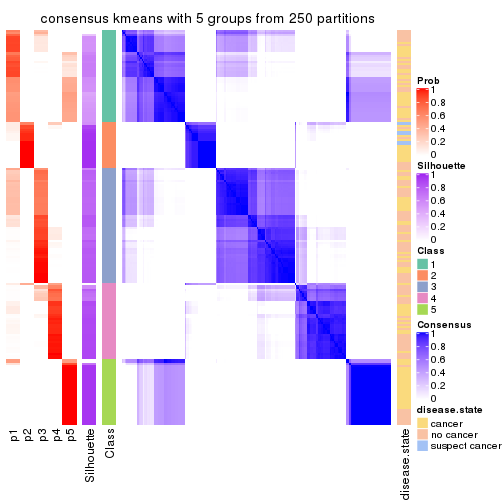 consensus kmeans with 5 groups from 250 partitions
Prob
1
0.8
0.6
0.4
0.2
0
Silhouette
1
0.8
0.6
0.4
0.2
0
Class
1
2
3
4
5
Consensus
1
0.8
0.6
0.4
0.2
0
disease.state
cancer
no cancer
suspect cancer
p1
p2
p3
p4
p5
Silhouette
Class
disease.state